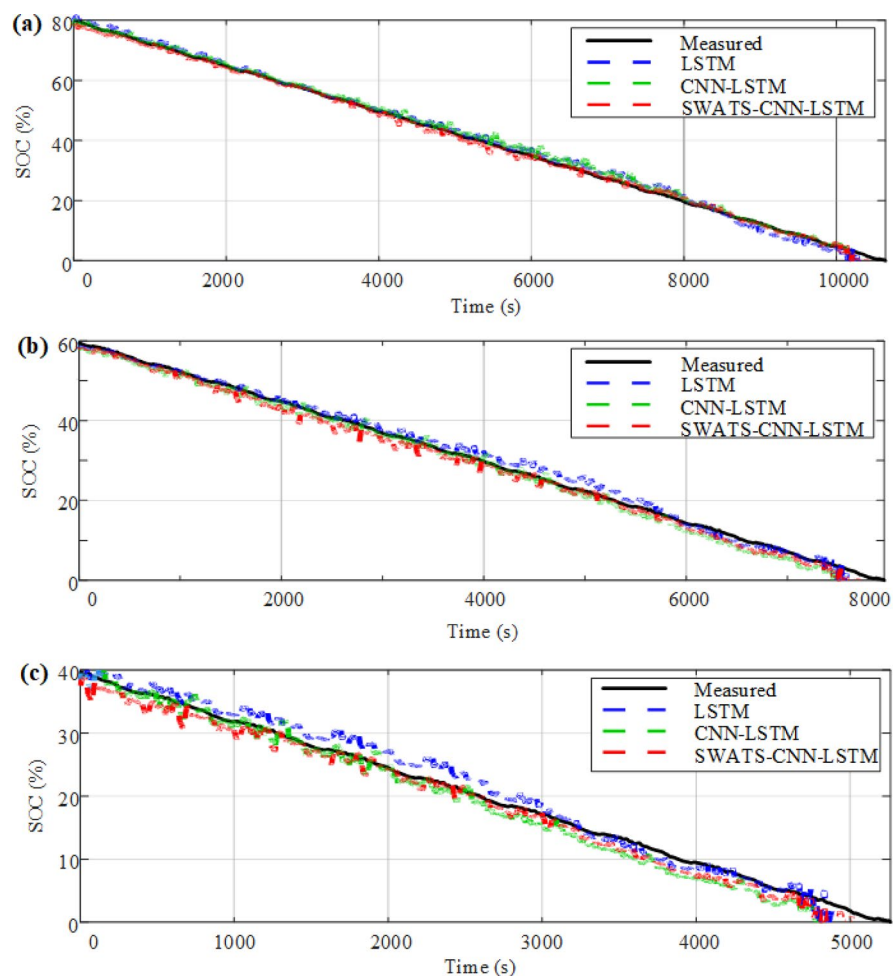 (a)
80
60
40
20
0
SOC (%)
Measured
LSTM
CNN-LSTM
SWATS-CNN-LSTM
0 2000 4000 6000 8000 10000
Time (s)
(b)
60
40
20
0
SOC (%)
Measured
LSTM
CNN-LSTM
SWATS-CNN-LSTM
0 2000 4000 6000 8000
Time (s)
(c)
40
30
20
10
0
SOC (%)
Measured
LSTM
CNN-LSTM
SWATS-CNN-LSTM
0 1000 2000 3000 4000 5000
Time (s)